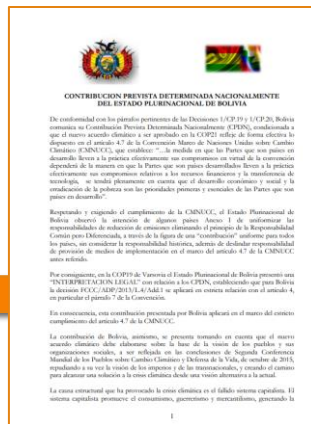 CONTRIBUCION PREVISTA DETERMINADA NACIONALMENTE
DEL ESTADO PLURINACIONAL DE BOLIVIA
De conformidad con los párrafos pertinentes de las Decisiones 1/CP.19 y 1/CP.20, Bolivia
comunica su Contribución Prevista Determinada Nacionalmente (CPDN), condicionada a
que el nuevo acuerdo climático a ser aprobado en la COP21 refleje de forma efectiva lo
dispuesto en el artículo 4.7 de la Convención Marco de Naciones Unidas sobre Cambio
Climático (CMNUCC), que establece: "…la medida en que las Parte que son países en
desarrollo lleven a la práctica efectivamente sus compromisos en virtud de la convención
dependerá de la manera en que la Partes que son países desarrollados lleven a la práctica
efectivamente sus compromisos relativos a los recursos financieros y la transferencia de
tecnología, se tendrá plenamente en cuenta que el desarrollo económico y social y la
erradicación de la pobreza son las prioridades primeras y esenciales de las Partes que son
países en desarrollo".
Respetando y exigiendo el cumplimiento de la CMNUCC, el Estado Plurinacional de
Bolivia observó la intención de algunos países Anexo I de uniformizar las
responsabilidades de reducción de emisiones eliminando el principio de la Responsabilidad
Común pero Diferenciada, a través de la figura de una "contribución" uniforme para todos
los países, sin considerar la responsabilidad histórica, además de deslindar responsabilidad
de provisión de medios de implementación en el marco del artículo 4.7 de la CMNUCC
antes referido.
Por consiguiente, en la COP19 de Varsovia el Estado Plurinacional de Bolivia presentó una
"INTERPRETACION LEGAL" con relación a los CPDN, estableciendo que para Bolivia
la decisión FCCC/ADP/2013/L.4/Add.1 se aplicará en estricta relación con el artículo 4,
en particular el párrafo 7 de la Convención.
En consecuencia, esta contribución presentada por Bolivia aplicará en el marco del estricto
cumplimiento del artículo 4.7 de la CMNUCC.
La contribución de Bolivia, asimismo, se presenta tomando en cuenta que el nuevo
acuerdo climático debe elaborarse sobre la base de la visión de los pueblos y sus
organizaciones sociales, a ser reflejada en las conclusiones de Segunda Conferencia
Mundial de los Pueblos sobre Cambio Climático y Defensa de la Vida, de octubre de 2015,
repudiando a su vez la visión de los imperios y de las transnacionales, y creando el camino
para alcanzar una solución a la crisis climática desde una visión alternativa a la actual.
La causa estructural que ha provocado la crisis climática es el fallido sistema capitalista. El
sistema capitalista promueve el consumismo, guerrerismo y mercantilismo, generando la
1